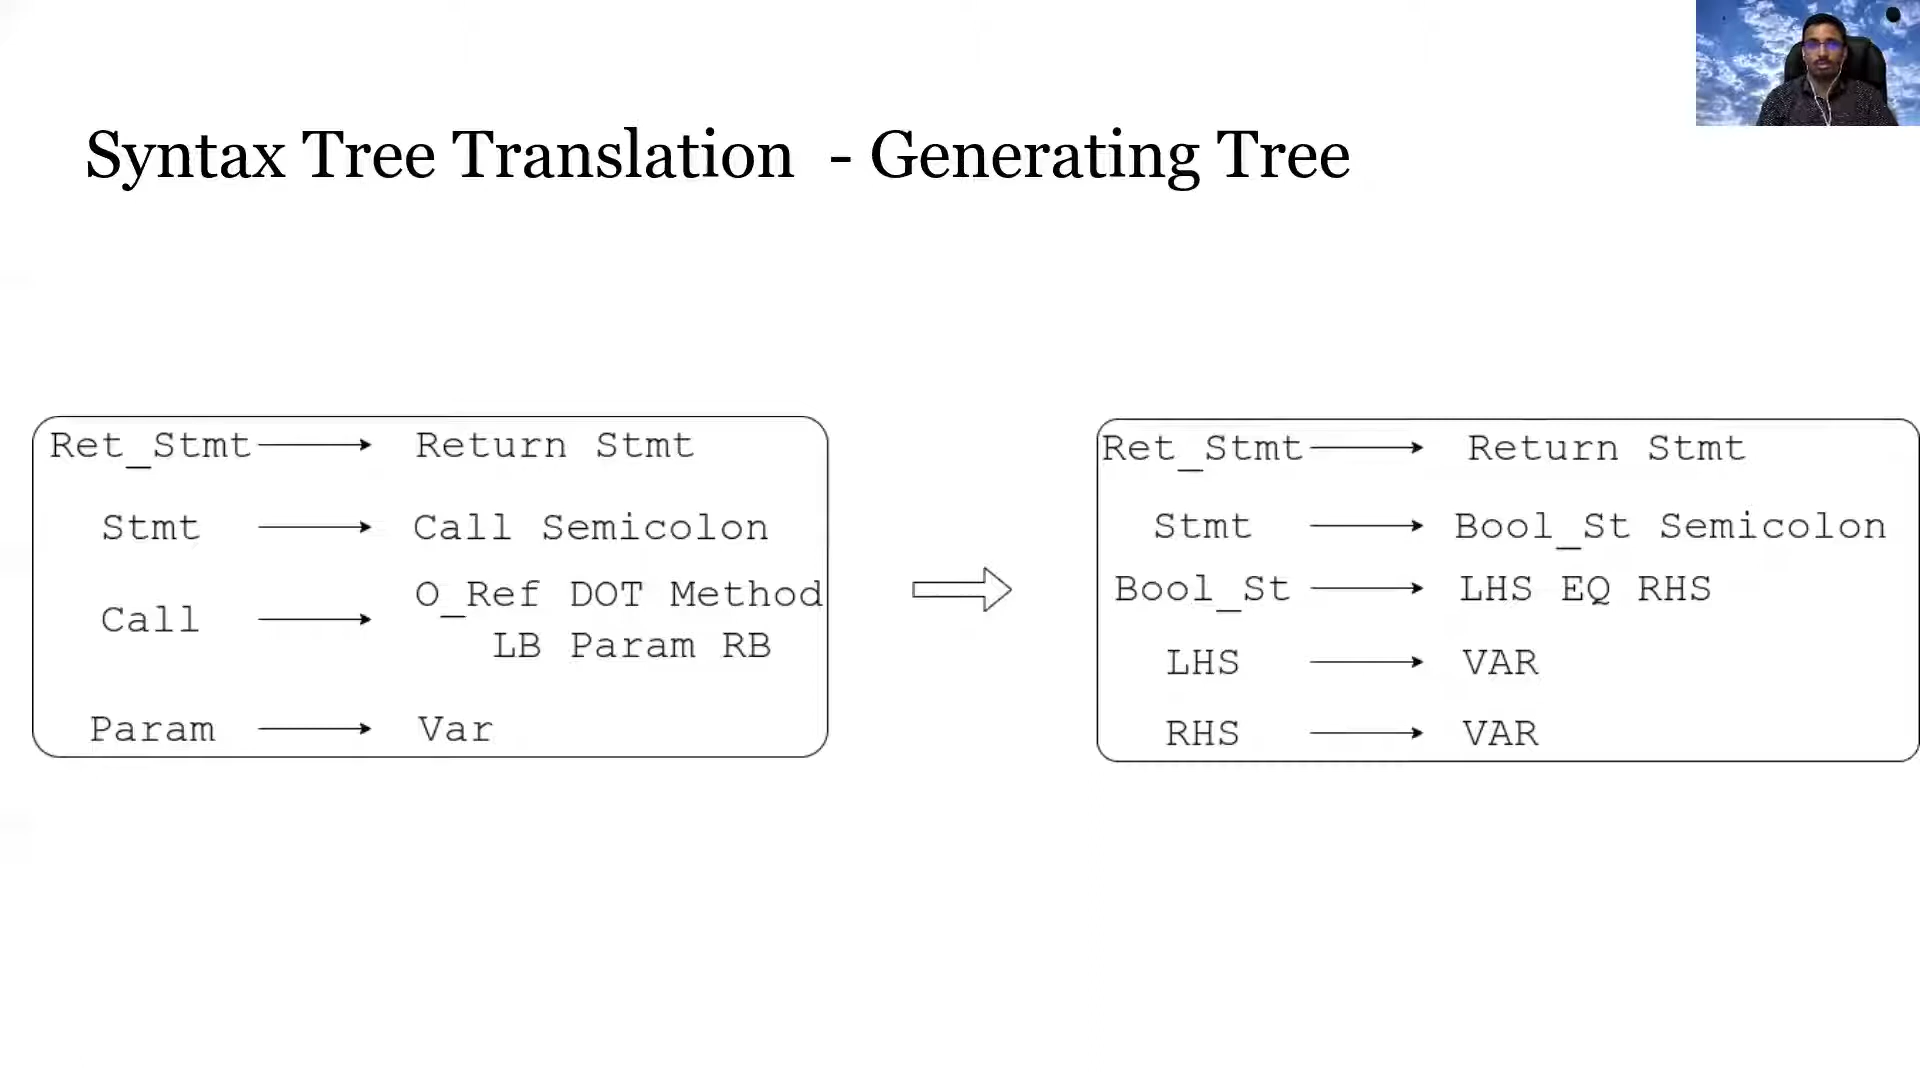 Syntax Tree Translation - Generating Tree
Ret_Stmt Return Stmt
Stmt Call Semicolon
Call O_Ref DOT Method
LB Param RB
Param Var
Ret_Stmt Return Stmt
Stmt Bool_St Semicolon
Bool_St LHS EQ RHS
LHS VAR
RHS VAR